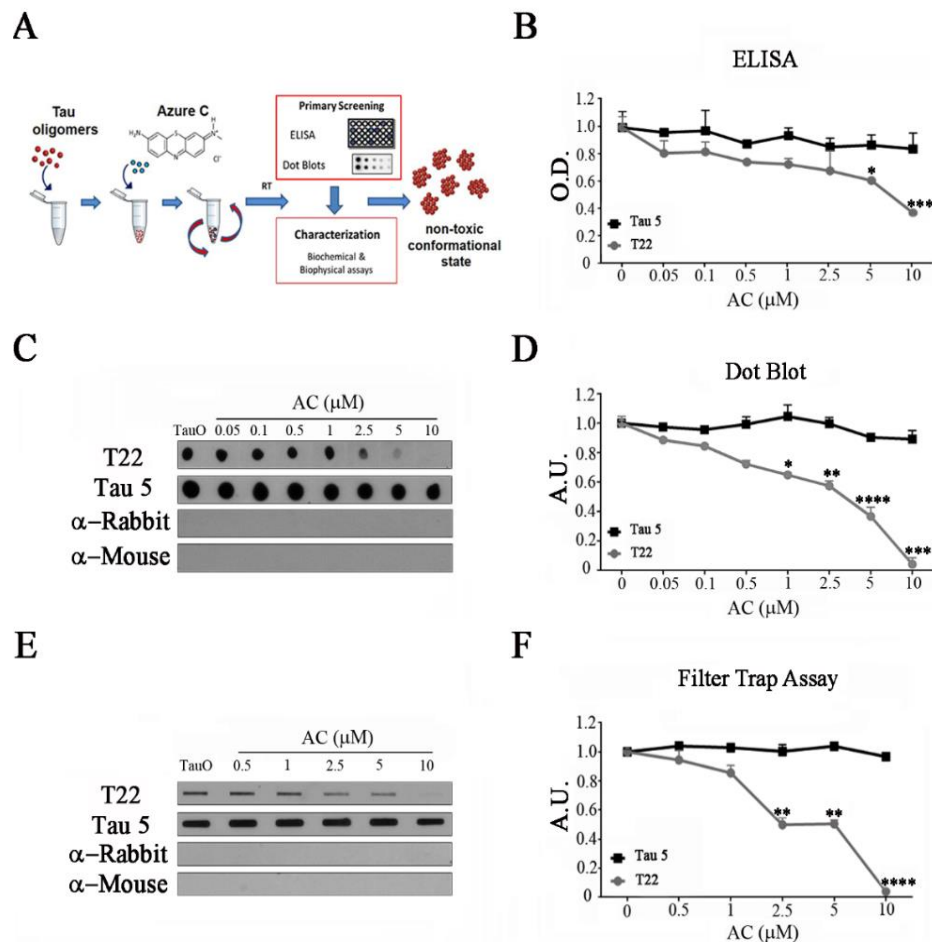 A
Tau
oligomers
Azure C
H₂N
S
N
N⁺
H
Cl⁻
RT
Primary Screening
ELISA
Dot Blots
Characterization
Biochemical &
Biophysical assays
non-toxic
conformational
state
B
ELISA
O.D.
1.2
1.0
0.8
0.6
0.4
0.2
0
Tau 5
T22
*
***
0 0.05 0.1 0.5 1 2.5 5 10
AC (μM)
C
AC (μM)
TauO 0.05 0.1 0.5 1 2.5 5 10
T22
Tau 5
α–Rabbit
α–Mouse
D
Dot Blot
A.U.
1.2
1.0
0.8
0.6
0.4
0.2
0
Tau 5
T22
*
**
****
***
0 0.05 0.1 0.5 1 2.5 5 10
AC (μM)
E
AC (μM)
TauO 0.5 1 2.5 5 10
T22
Tau 5
α–Rabbit
α–Mouse
F
Filter Trap Assay
A.U.
1.2
1.0
0.8
0.6
0.4
0.2
0
Tau 5
T22
**
**
****
0 0.5 1 2.5 5 10
AC (μM)